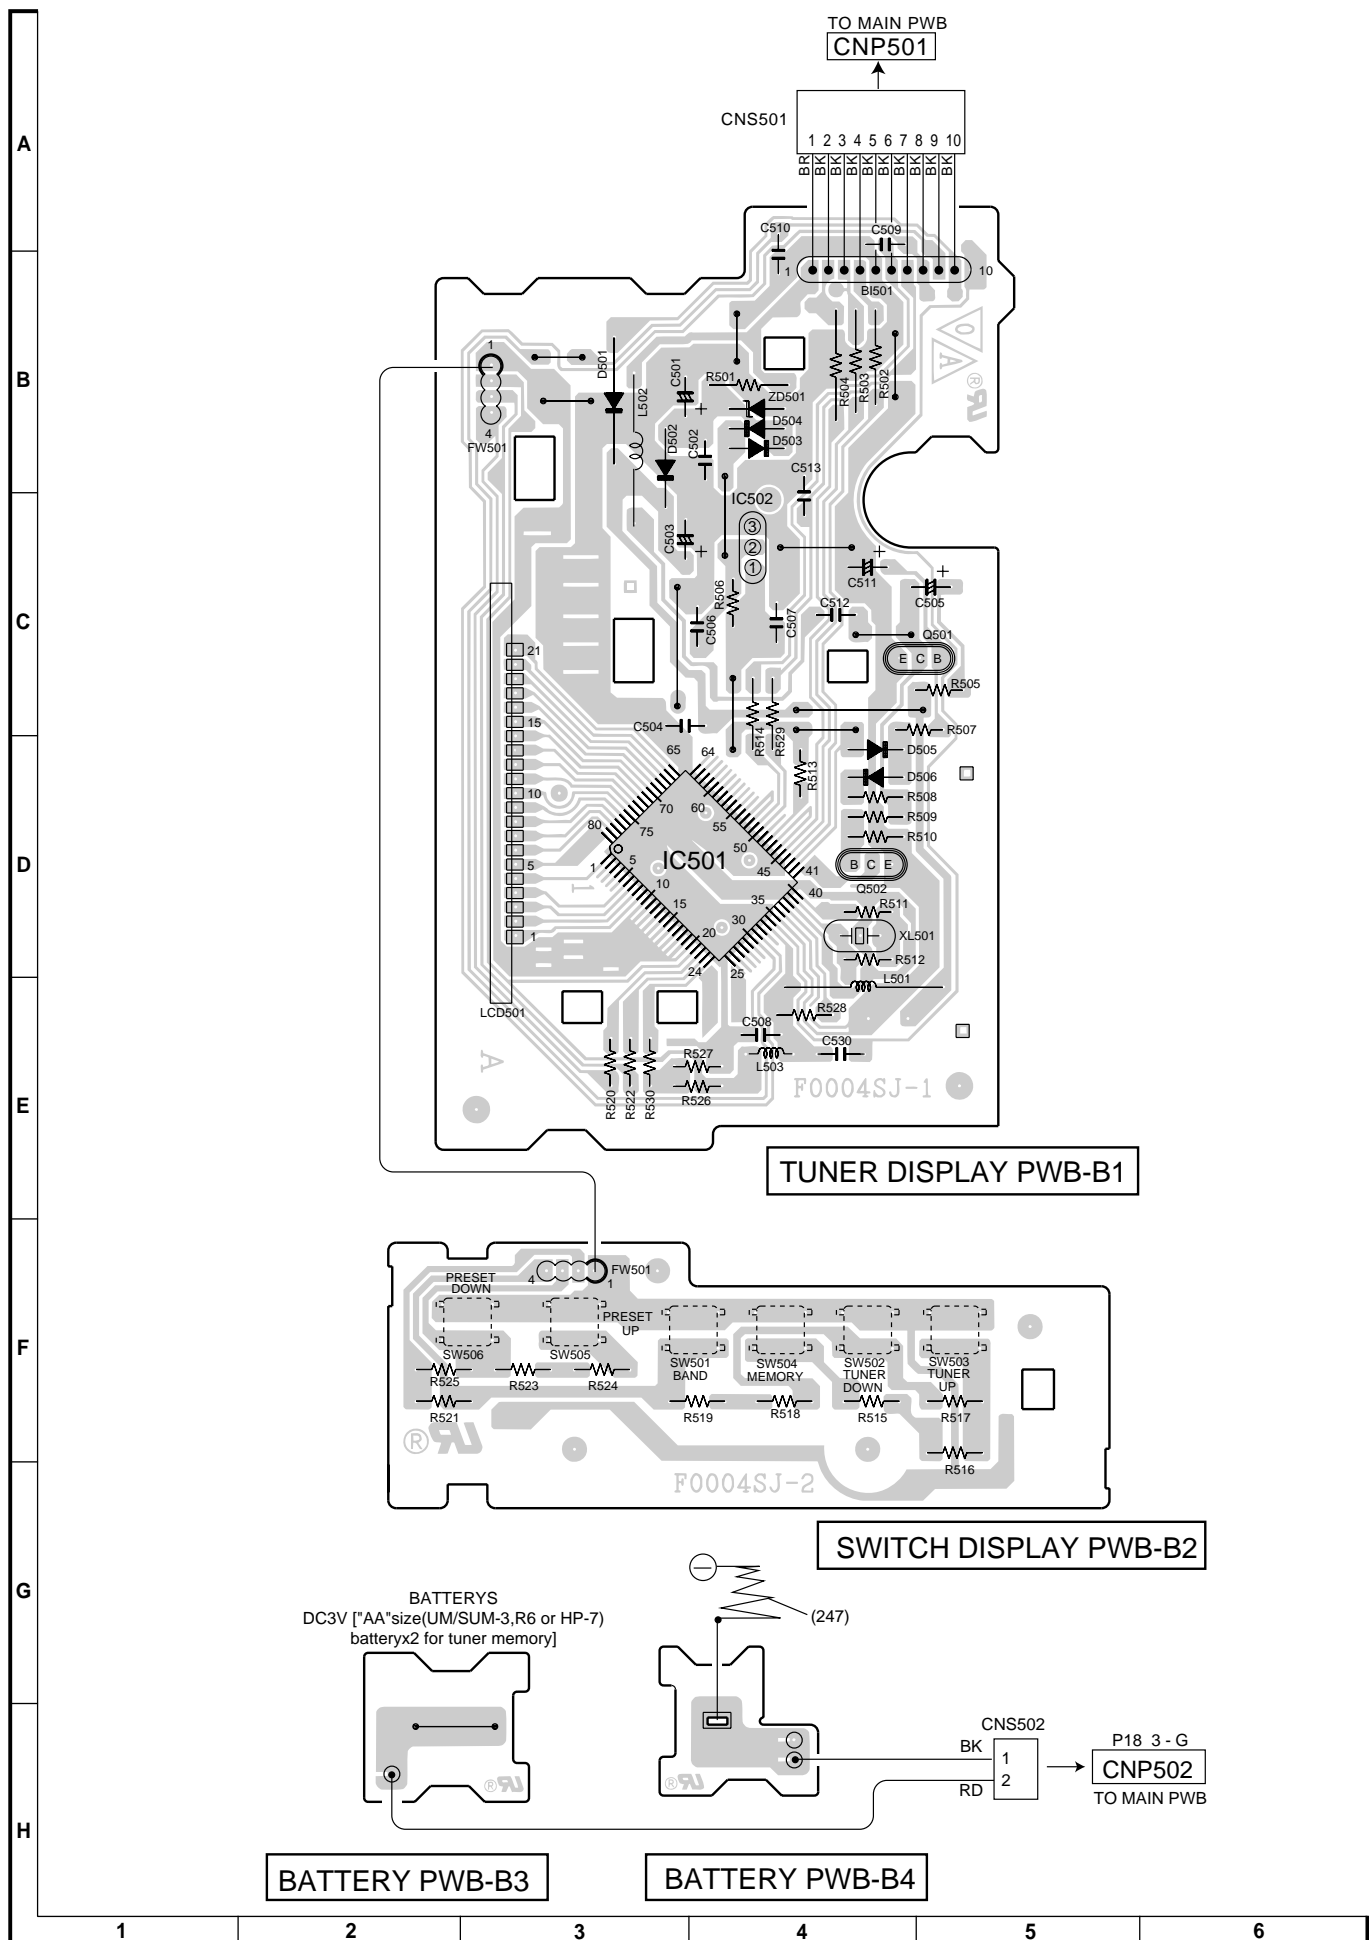 TO MAIN PWB
CNP501
CNS501
1 2 3 4 5 6 7 8 9 10
BR BK BK BK BK BK BK BK BK BK
A
C510
C509
1
10
BI501
O
A
®
B
1
4
FW501
D501
L502
C501
+
R501
ZD501
D504
D503
R504
R503
R502
D502
C502
C513
IC502
3
2
1
C503
+
C511
+
C505
+
C
R506
C506
C507
C512
Q501
E C B
R505
R507
21
15
10
5
1
LCD501
C504
R514
R529
R513
D505
D506
R508
R509
R510
D
65
64
70
60
75
55
80
50
45
41
IC501
1
5
10
15
20
24
25
30
35
40
B C E
Q502
R511
XL501
R512
L501
1
R528
C508
L503
C530
R527
R526
R520
R522
R530
A
F0004SJ-1
E
TUNER DISPLAY PWB-B1
4
1
FW501
PRESET
DOWN
PRESET
UP
F
SW506
SW505
SW501
BAND
SW504
MEMORY
SW502
TUNER
DOWN
SW503
TUNER
UP
R525
R523
R524
R521
R519
R518
R515
R517
R516
®
F0004SJ-2
SWITCH DISPLAY PWB-B2
G
BATTERYS
DC3V ["AA"size(UM/SUM-3,R6 or HP-7)
batteryx2 for tuner memory]
(247)
®
®
CNS502
BK
1
RD
2
P18 3 - G
CNP502
TO MAIN PWB
H
BATTERY PWB-B3
BATTERY PWB-B4
1 2 3 4 5 6